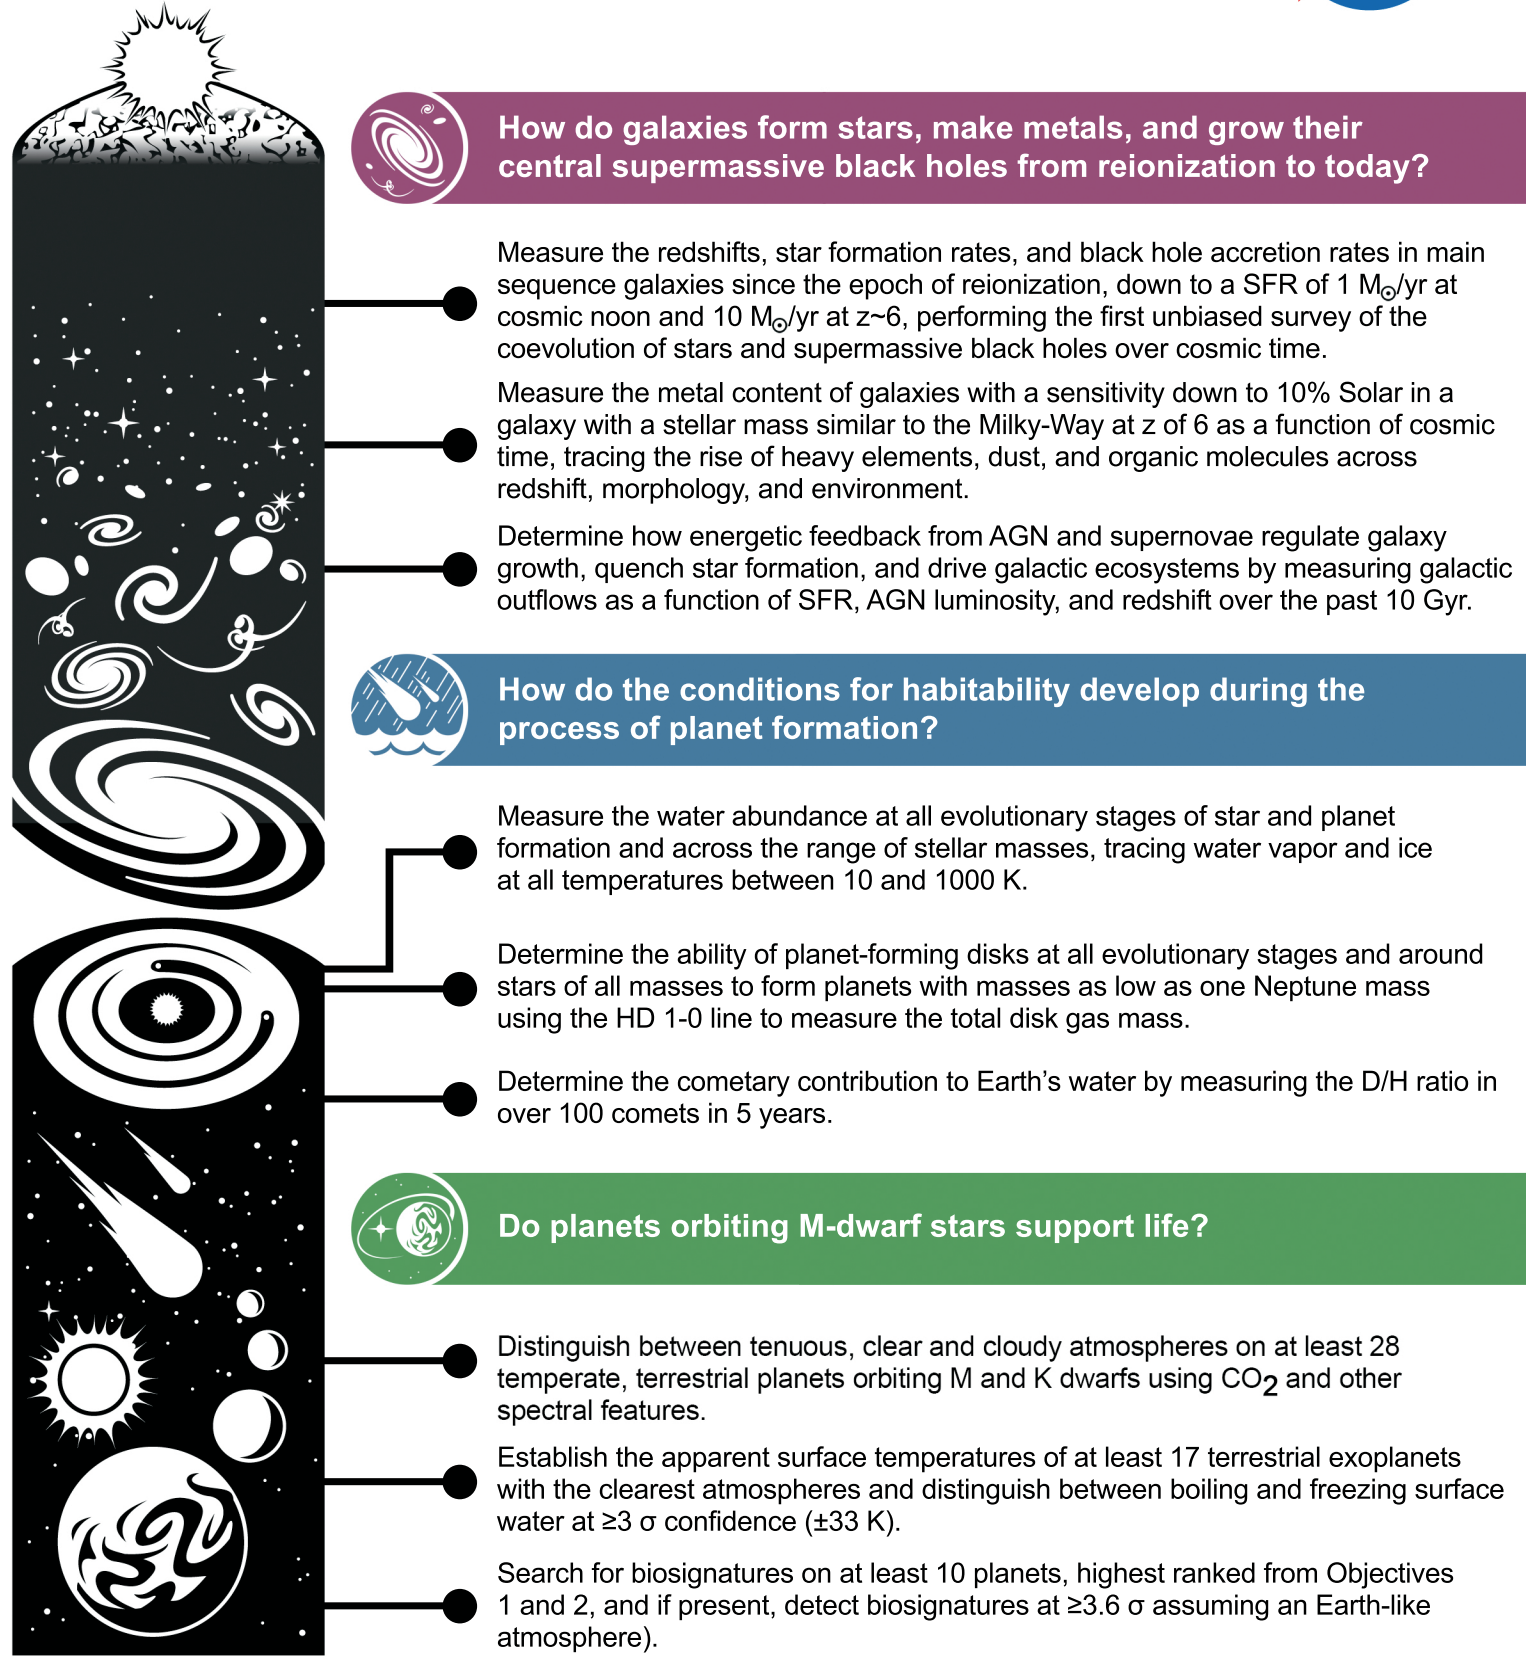 How do galaxies form stars, make metals, and grow their
central supermassive black holes from reionization to today?
Measure the redshifts, star formation rates, and black hole accretion rates in main
sequence galaxies since the epoch of reionization, down to a SFR of 1 M☉/yr at
cosmic noon and 10 M☉/yr at z~6, performing the first unbiased survey of the
coevolution of stars and supermassive black holes over cosmic time.
Measure the metal content of galaxies with a sensitivity down to 10% Solar in a
galaxy with a stellar mass similar to the Milky-Way at z of 6 as a function of cosmic
time, tracing the rise of heavy elements, dust, and organic molecules across
redshift, morphology, and environment.
Determine how energetic feedback from AGN and supernovae regulate galaxy
growth, quench star formation, and drive galactic ecosystems by measuring galactic
outflows as a function of SFR, AGN luminosity, and redshift over the past 10 Gyr.
How do the conditions for habitability develop during the
process of planet formation?
Measure the water abundance at all evolutionary stages of star and planet
formation and across the range of stellar masses, tracing water vapor and ice
at all temperatures between 10 and 1000 K.
Determine the ability of planet-forming disks at all evolutionary stages and around
stars of all masses to form planets with masses as low as one Neptune mass
using the HD 1-0 line to measure the total disk gas mass.
Determine the cometary contribution to Earth's water by measuring the D/H ratio in
over 100 comets in 5 years.
Do planets orbiting M-dwarf stars support life?
Distinguish between tenuous, clear and cloudy atmospheres on at least 28
temperate, terrestrial planets orbiting M and K dwarfs using CO2 and other
spectral features.
Establish the apparent surface temperatures of at least 17 terrestrial exoplanets
with the clearest atmospheres and distinguish between boiling and freezing surface
water at ≥3 σ confidence (±33 K).
Search for biosignatures on at least 10 planets, highest ranked from Objectives
1 and 2, and if present, detect biosignatures at ≥3.6 σ assuming an Earth-like
atmosphere).